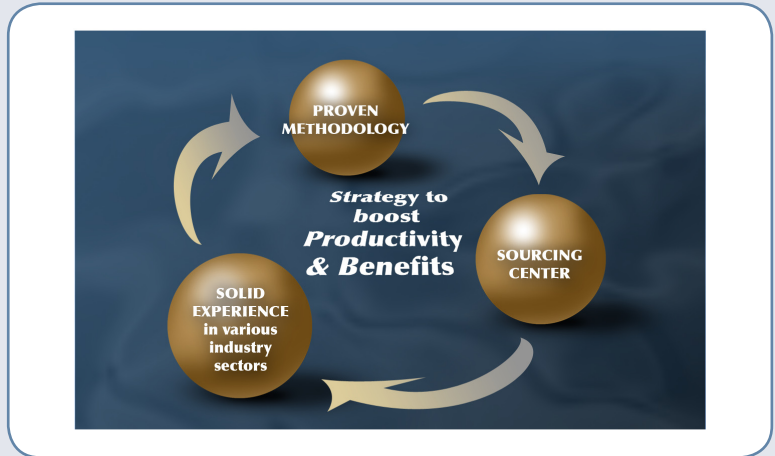 PROVEN
METHODOLOGY
Strategy to
boost
Productivity
& Benefits
SOURCING
CENTER
SOLID
EXPERIENCE
in various
industry
sectors